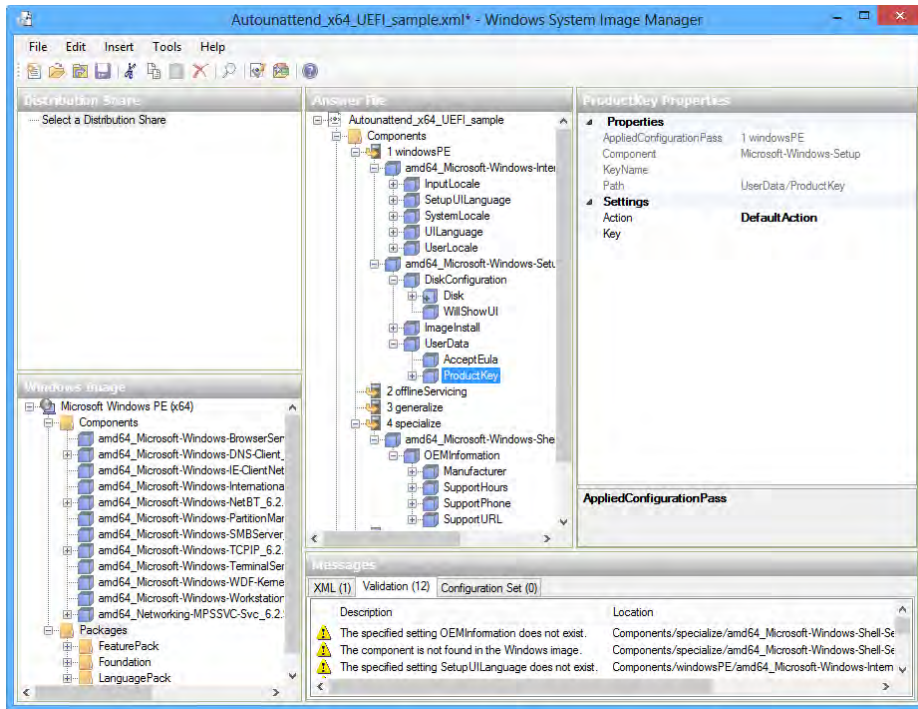 Autounattend_x64_UEFI_sample.xml* - Windows System Image Manager
File Edit Insert Tools Help
Distribution Share
Select a Distribution Share
Windows Image
Microsoft Windows PE (x64)
Components
amd64_Microsoft-Windows-BrowserSer
amd64_Microsoft-Windows-DNS-Client_
amd64_Microsoft-Windows-IE-ClientNet
amd64_Microsoft-Windows-Internationa
amd64_Microsoft-Windows-NetBT_6.2.
amd64_Microsoft-Windows-PartitionMar
amd64_Microsoft-Windows-SMBServer_
amd64_Microsoft-Windows-TCPIP_6.2.
amd64_Microsoft-Windows-TerminalSer
amd64_Microsoft-Windows-WDF-Kerne
amd64_Microsoft-Windows-Workstation
amd64_Networking-MPSSVC-Svc_6.2.
Packages
FeaturePack
Foundation
LanguagePack
Answer File
Autounattend_x64_UEFI_sample
Components
1 windowsPE
amd64_Microsoft-Windows-Inter
InputLocale
SetupUILanguage
SystemLocale
UILanguage
UserLocale
amd64_Microsoft-Windows-Setu
DiskConfiguration
Disk
WillShowUI
ImageInstall
UserData
AcceptEula
ProductKey
2 offlineServicing
3 generalize
4 specialize
amd64_Microsoft-Windows-She
OEMInformation
Manufacturer
SupportHours
SupportPhone
SupportURL
ProductKey Properties
Properties
AppliedConfigurationPass 1 windowsPE
Component Microsoft-Windows-Setup
KeyName
Path UserData/ProductKey
Settings
Action DefaultAction
Key
AppliedConfigurationPass
Messages
XML (1) Validation (12) Configuration Set (0)
Description Location
The specified setting OEMInformation does not exist. Components/specialize/amd64_Microsoft-Windows-Shell-Se
The component is not found in the Windows image. Components/specialize/amd64_Microsoft-Windows-Shell-Se
The specified setting SetupUILanguage does not exist. Components/windowsPE/amd64_Microsoft-Windows-Intern